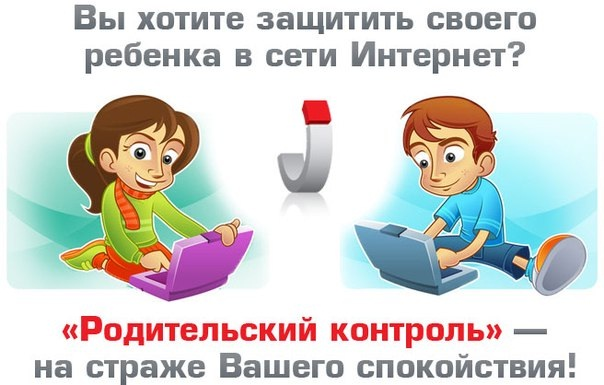 Вы хотите защитить своего
ребенка в сети Интернет?
«Родительский контроль» —
на страже Вашего спокойствия!